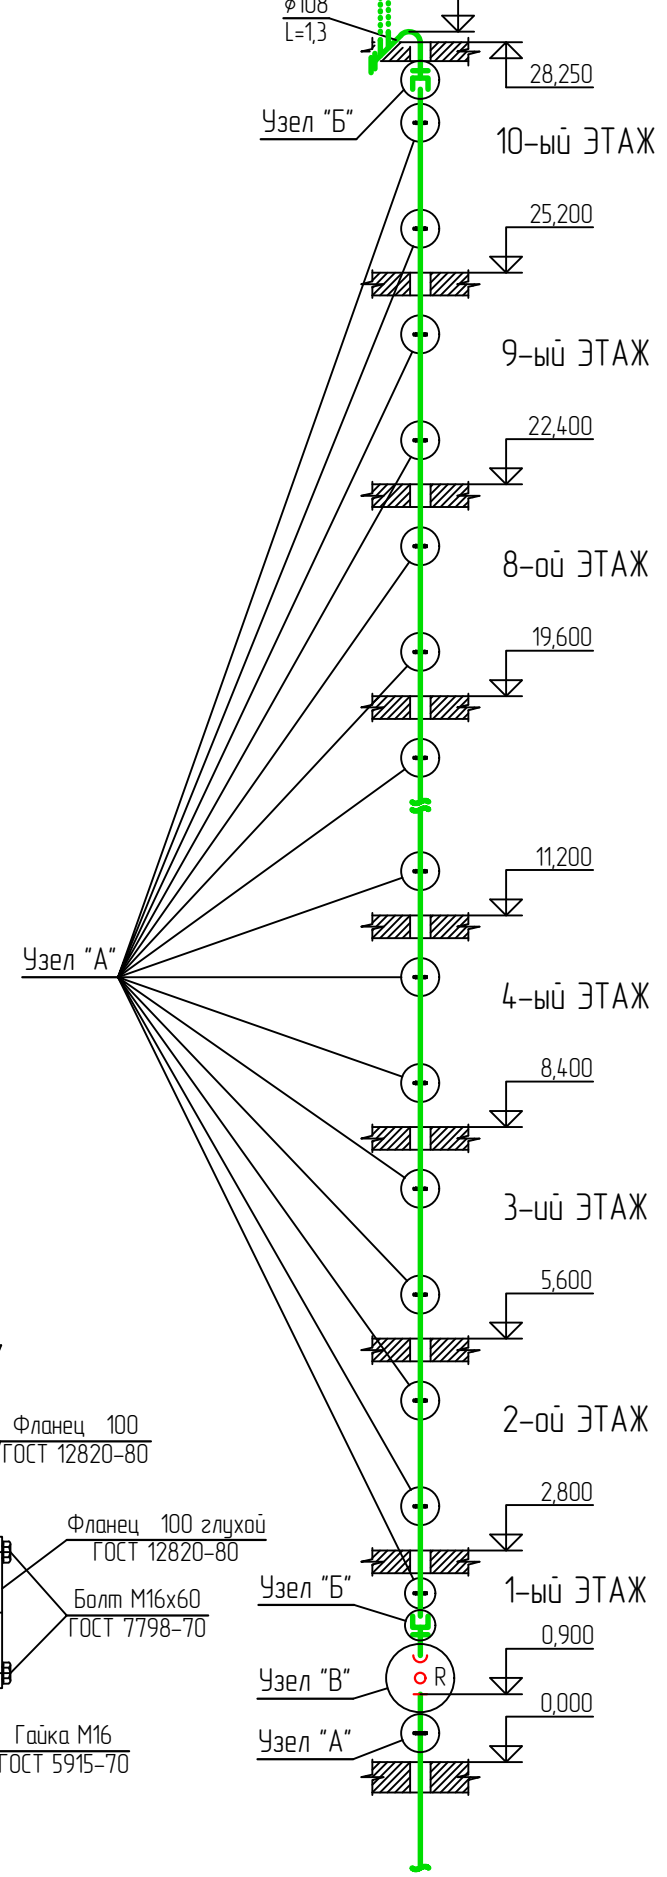 ϕ108
L=1,3
28,250
Узел "Б"
10-ый ЭТАЖ
25,200
9-ый ЭТАЖ
22,400
8-ой ЭТАЖ
19,600
11,200
Узел "А"
4-ый ЭТАЖ
8,400
3-ий ЭТАЖ
5,600
2-ой ЭТАЖ
Фланец 100
ГОСТ 12820-80
2,800
Фланец 100 глухой
ГОСТ 12820-80
Узел "Б"
1-ый ЭТАЖ
Болт М16х60
ГОСТ 7798-70
0,900
Узел "В"
R
0,000
Узел "А"
Гайка М16
ГОСТ 5915-70